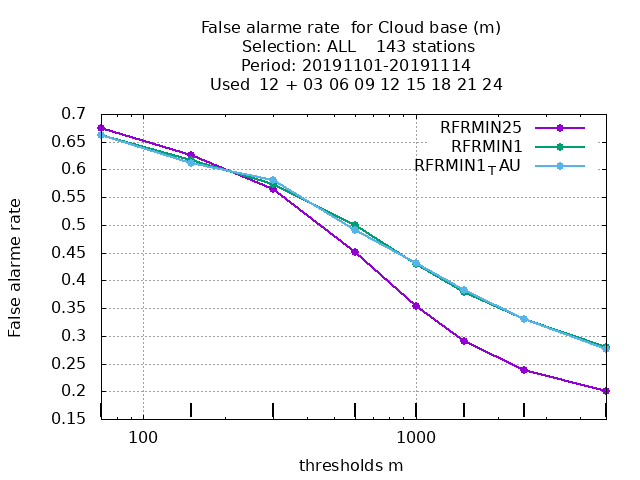 False alarme rate  for Cloud base (m)
Selection: ALL    143 stations
Period: 20191101-20191114
Used  12 + 03 06 09 12 15 18 21 24
RFRMIN25
RFRMIN1
RFRMIN1TAU
0.7
0.65
0.6
0.55
0.5
0.45
0.4
0.35
0.3
0.25
0.2
0.15
False alarme rate
100 1000
thresholds m